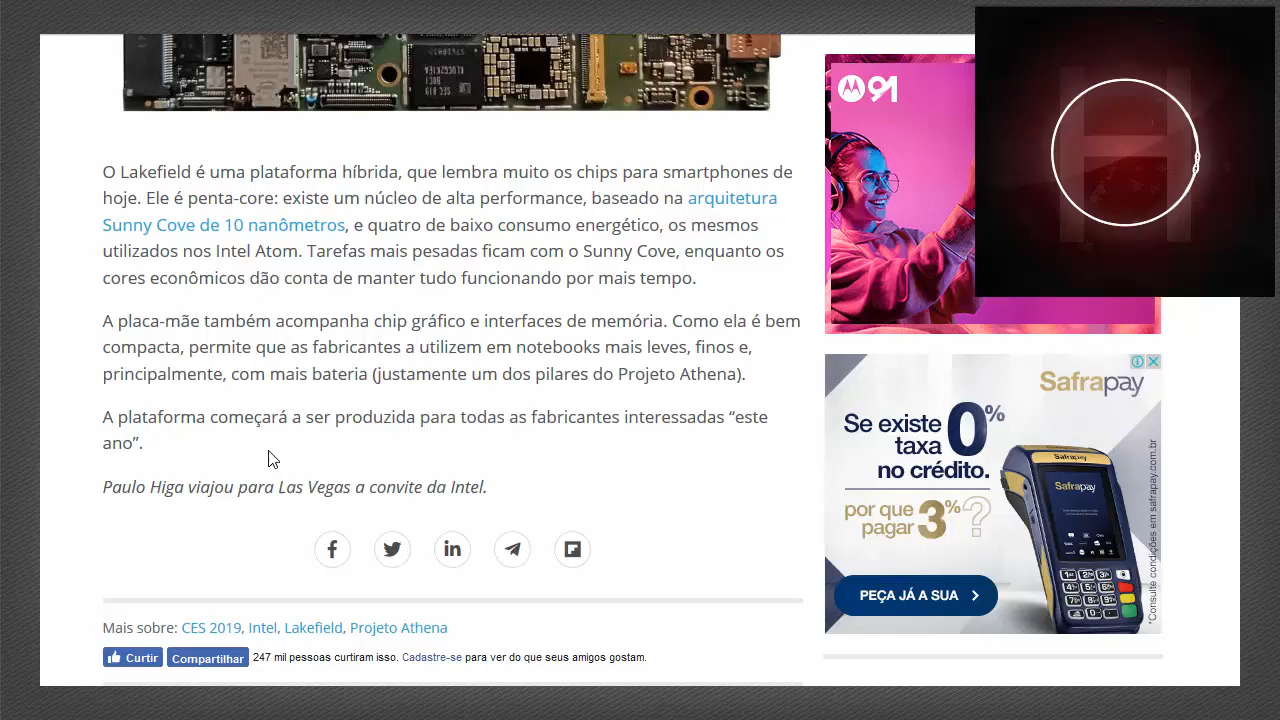 O Lakefield é uma plataforma híbrida, que lembra muito os chips para smartphones de
hoje. Ele é penta-core: existe um núcleo de alta performance, baseado na arquitetura
Sunny Cove de 10 nanômetros, e quatro de baixo consumo energético, os mesmos
utilizados nos Intel Atom. Tarefas mais pesadas ficam com o Sunny Cove, enquanto os
cores econômicos dão conta de manter tudo funcionando por mais tempo.
A placa-mãe também acompanha chip gráfico e interfaces de memória. Como ela é bem
compacta, permite que as fabricantes a utilizem em notebooks mais leves, finos e,
principalmente, com mais bateria (justamente um dos pilares do Projeto Athena).
A plataforma começará a ser produzida para todas as fabricantes interessadas “este
ano”.
Paulo Higa viajou para Las Vegas a convite da Intel.
Mais sobre: CES 2019, Intel, Lakefield, Projeto Athena
Curtir Compartilhar 247 mil pessoas curtiram isso. Cadastre-se para ver do que seus amigos gostam.
91
Safrapay
Se existe 0%
taxa
no crédito.
por que
pagar 3%?
PEÇA JÁ A SUA
Safrapay
Safrapay
*Consulte condições em safrapay.com.br